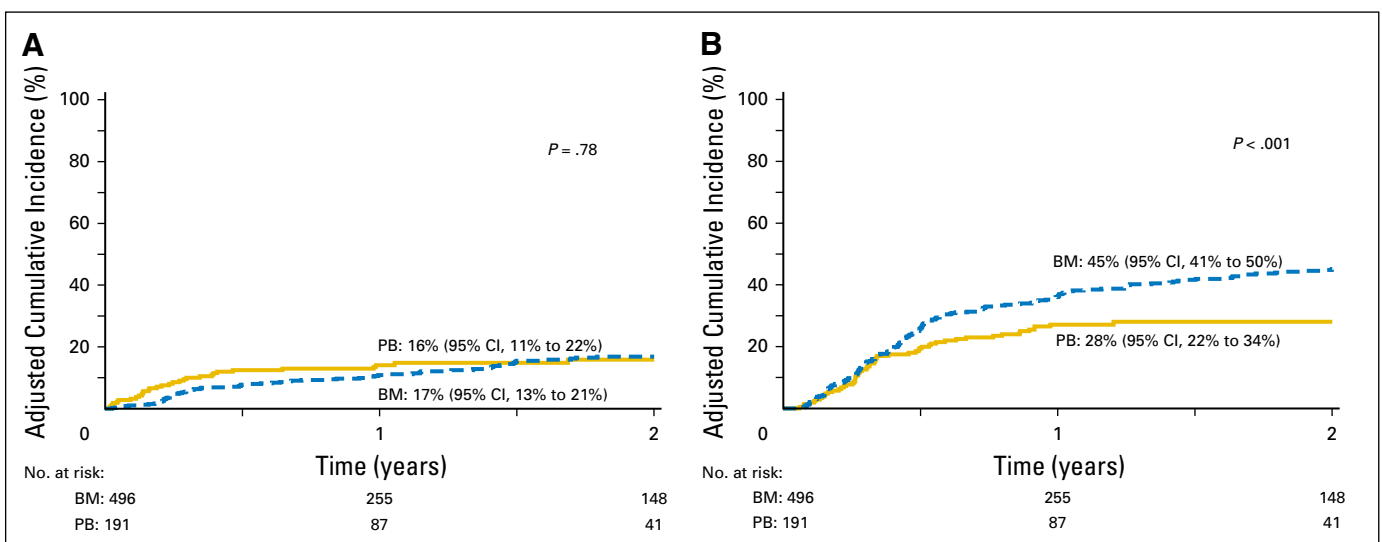 A
Adjusted Cumulative Incidence (%)
100
80
60
40
20
0
1
2
P = .78
PB: 16% (95% CI, 11% to 22%)
BM: 17% (95% CI, 13% to 21%)
Time (years)
No. at risk:
BM: 496 255 148
PB: 191 87 41
B
Adjusted Cumulative Incidence (%)
100
80
60
40
20
0
1
2
P < .001
BM: 45% (95% CI, 41% to 50%)
PB: 28% (95% CI, 22% to 34%)
Time (years)
No. at risk:
BM: 496 255 148
PB: 191 87 41